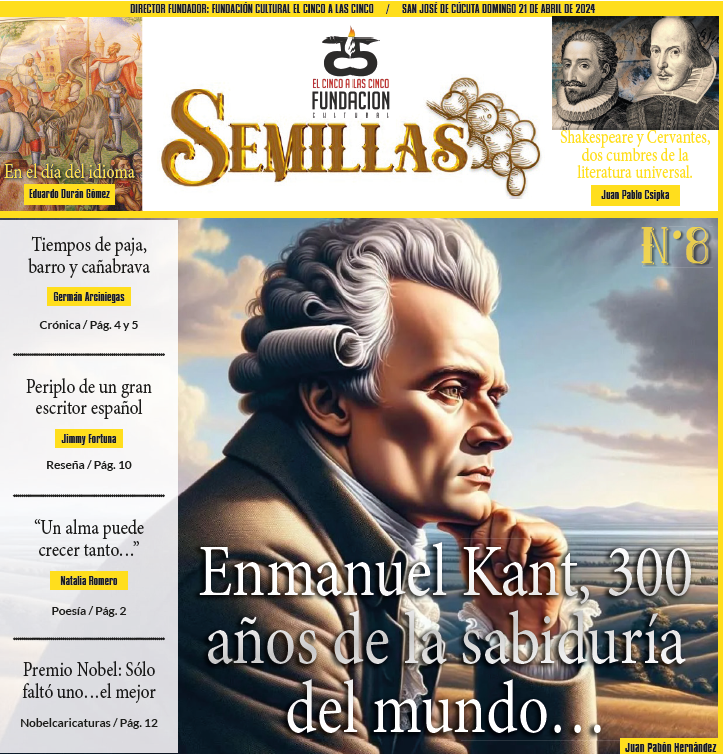 DIRECTOR FUNDADOR: FUNDACIÓN CULTURAL EL CINCO A LAS CINCO / SAN JOSÉ DE CÚCUTA DOMINGO 21 DE ABRIL DE 2024
En el día del idioma
Eduardo Durán Gómez
EL CINCO A LAS CINCO
FUNDACION
CULTURAL
SEMILLAS
Shakespeare y Cervantes,
dos cumbres de la
literatura universal.
Juan Pablo Csipka
N°8
Tiempos de paja,
barro y cañabrava
Germán Arciniegas
Crónica / Pág. 4 y 5
Periplo de un gran
escritor español
Jimmy Fortuna
Reseña / Pág. 10
“Un alma puede
crecer tanto…”
Natalia Romero
Poesía / Pág. 2
Premio Nobel: Sólo
faltó uno…el mejor
Nobelcaricaturas / Pág. 12
Enmanuel Kant, 300
años de la sabiduría
del mundo…
Juan Pabón Hernández